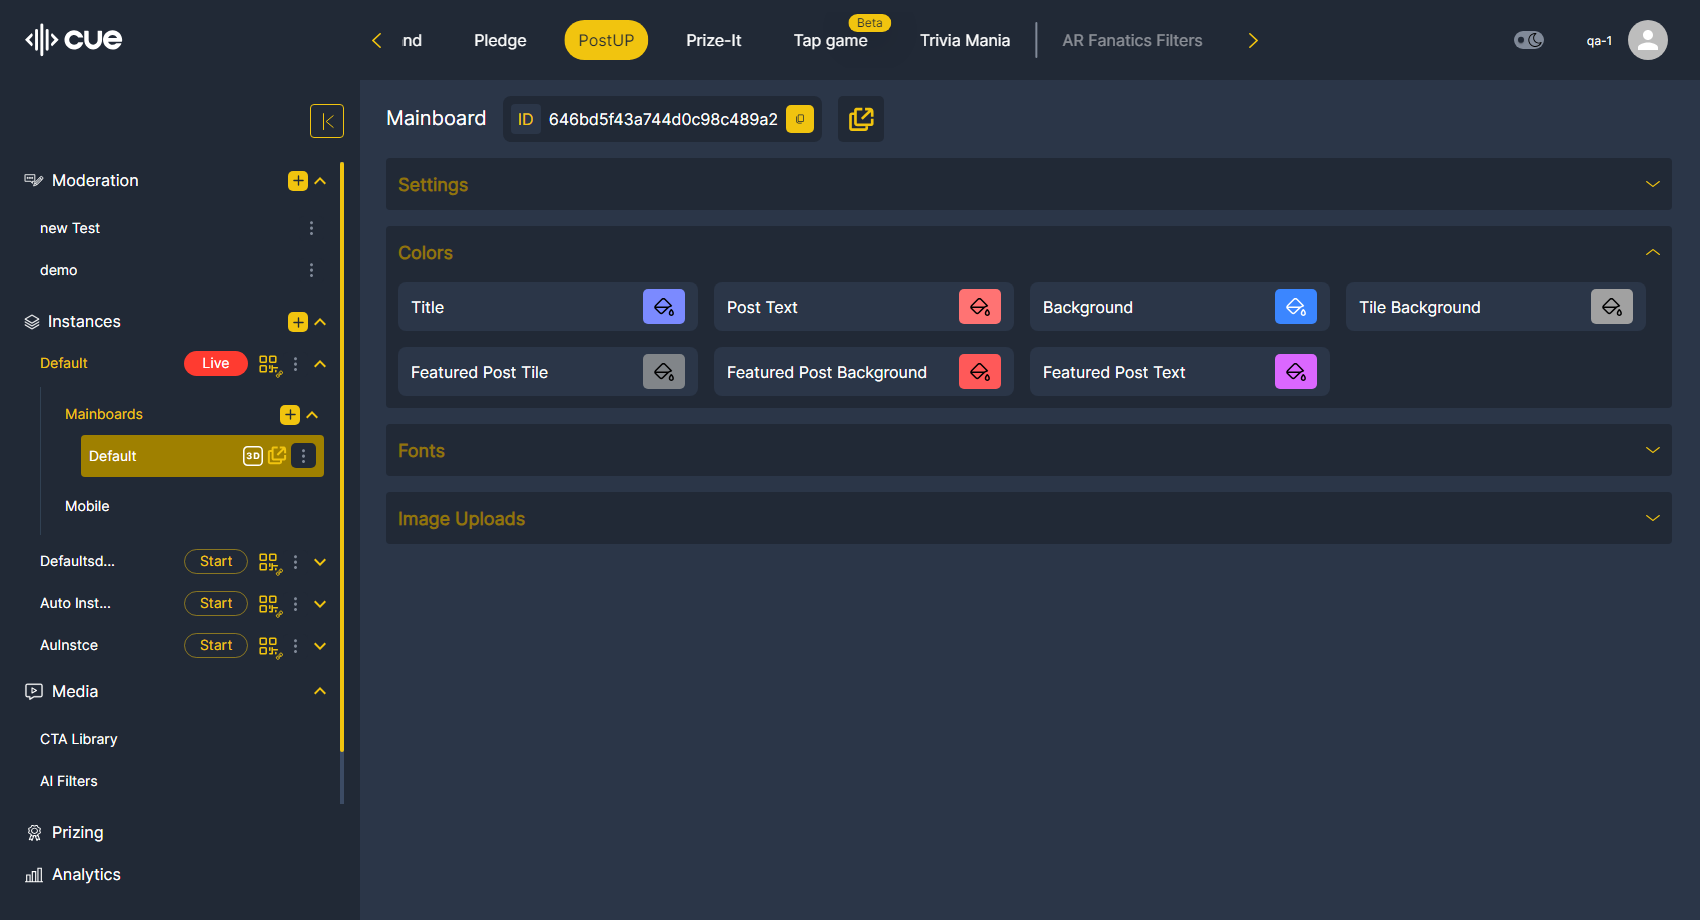 cue
nd
Pledge
PostUP
Prize-It
Tap game
Beta
Trivia Mania
AR Fanatics Filters
qa-1
Mainboard
ID
646bd5f43a744d0c98c489a2
Moderation
new Test
demo
Instances
Default
Live
Mainboards
Default
3D
Mobile
Defaultsd...
Start
Auto Inst...
Start
AuInstce
Start
Media
CTA Library
AI Filters
Prizing
Analytics
Settings
Colors
Title
Post Text
Background
Tile Background
Featured Post Tile
Featured Post Background
Featured Post Text
Fonts
Image Uploads